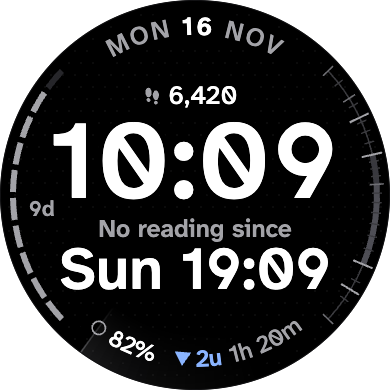 MON 16 NOV
6,420
10:09
9d
No reading since
Sun 19:09
82% ▼2u 1h 20m